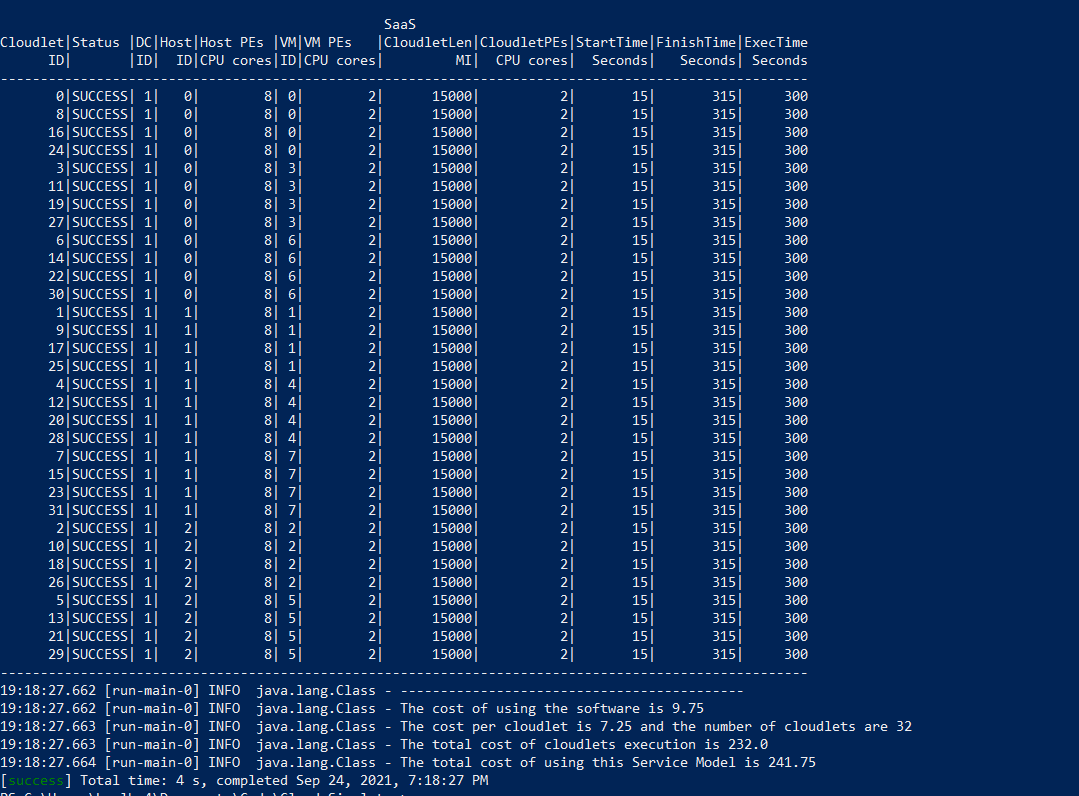 SaaS
Cloudlet|Status |DC|Host|Host PEs |VM|VM PEs |CloudletLen|CloudletPEs|StartTime|FinishTime|ExecTime
ID| |ID| ID|CPU cores|ID|CPU cores| MI| CPU cores| Seconds| Seconds| Seconds
-----------------------------------------------------------------------------------------------------
0|SUCCESS| 1| 0| 8| 0| 2| 15000| 2| 15| 315| 300
8|SUCCESS| 1| 0| 8| 0| 2| 15000| 2| 15| 315| 300
16|SUCCESS| 1| 0| 8| 0| 2| 15000| 2| 15| 315| 300
24|SUCCESS| 1| 0| 8| 0| 2| 15000| 2| 15| 315| 300
3|SUCCESS| 1| 0| 8| 3| 2| 15000| 2| 15| 315| 300
11|SUCCESS| 1| 0| 8| 3| 2| 15000| 2| 15| 315| 300
19|SUCCESS| 1| 0| 8| 3| 2| 15000| 2| 15| 315| 300
27|SUCCESS| 1| 0| 8| 3| 2| 15000| 2| 15| 315| 300
6|SUCCESS| 1| 0| 8| 6| 2| 15000| 2| 15| 315| 300
14|SUCCESS| 1| 0| 8| 6| 2| 15000| 2| 15| 315| 300
22|SUCCESS| 1| 0| 8| 6| 2| 15000| 2| 15| 315| 300
30|SUCCESS| 1| 0| 8| 6| 2| 15000| 2| 15| 315| 300
1|SUCCESS| 1| 1| 8| 1| 2| 15000| 2| 15| 315| 300
9|SUCCESS| 1| 1| 8| 1| 2| 15000| 2| 15| 315| 300
17|SUCCESS| 1| 1| 8| 1| 2| 15000| 2| 15| 315| 300
25|SUCCESS| 1| 1| 8| 1| 2| 15000| 2| 15| 315| 300
4|SUCCESS| 1| 1| 8| 4| 2| 15000| 2| 15| 315| 300
12|SUCCESS| 1| 1| 8| 4| 2| 15000| 2| 15| 315| 300
20|SUCCESS| 1| 1| 8| 4| 2| 15000| 2| 15| 315| 300
28|SUCCESS| 1| 1| 8| 4| 2| 15000| 2| 15| 315| 300
7|SUCCESS| 1| 1| 8| 7| 2| 15000| 2| 15| 315| 300
15|SUCCESS| 1| 1| 8| 7| 2| 15000| 2| 15| 315| 300
23|SUCCESS| 1| 1| 8| 7| 2| 15000| 2| 15| 315| 300
31|SUCCESS| 1| 1| 8| 7| 2| 15000| 2| 15| 315| 300
2|SUCCESS| 1| 2| 8| 2| 2| 15000| 2| 15| 315| 300
10|SUCCESS| 1| 2| 8| 2| 2| 15000| 2| 15| 315| 300
18|SUCCESS| 1| 2| 8| 2| 2| 15000| 2| 15| 315| 300
26|SUCCESS| 1| 2| 8| 2| 2| 15000| 2| 15| 315| 300
5|SUCCESS| 1| 2| 8| 5| 2| 15000| 2| 15| 315| 300
13|SUCCESS| 1| 2| 8| 5| 2| 15000| 2| 15| 315| 300
21|SUCCESS| 1| 2| 8| 5| 2| 15000| 2| 15| 315| 300
29|SUCCESS| 1| 2| 8| 5| 2| 15000| 2| 15| 315| 300
-----------------------------------------------------------------------------------------------------
19:18:27.662 [run-main-0] INFO java.lang.Class - -------------------------------------------
19:18:27.662 [run-main-0] INFO java.lang.Class - The cost of using the software is 9.75
19:18:27.663 [run-main-0] INFO java.lang.Class - The cost per cloudlet is 7.25 and the number of cloudlets are 32
19:18:27.663 [run-main-0] INFO java.lang.Class - The total cost of cloudlets execution is 232.0
19:18:27.664 [run-main-0] INFO java.lang.Class - The total cost of using this Service Model is 241.75
[success] Total time: 4 s, completed Sep 24, 2021, 7:18:27 PM